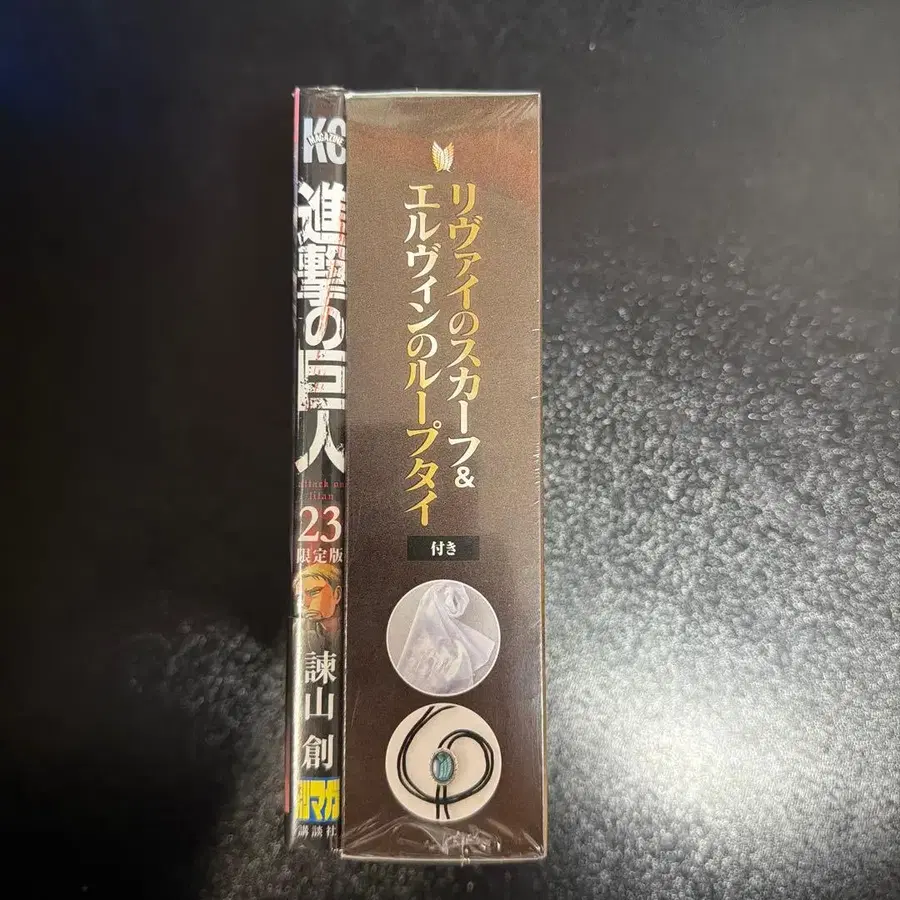 KC
MAGAZINE
進撃の巨人
attack on
titan
23
限定版
諫山創
講談社
リヴァイのスカーフ&
エルヴィンのループタイ
付き